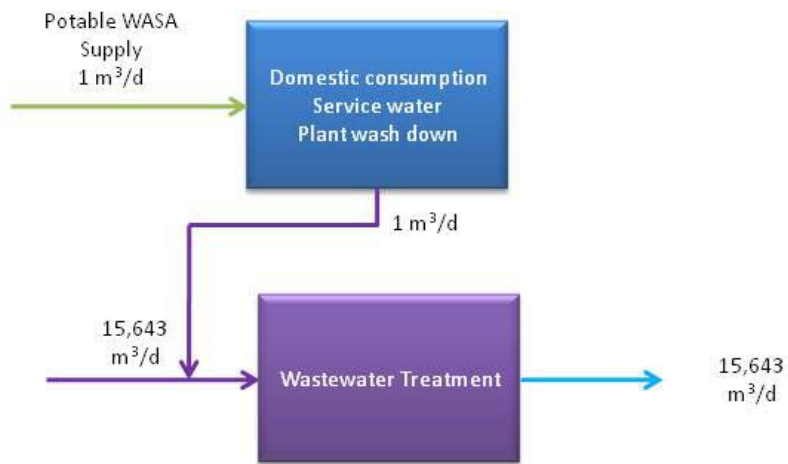 Potable WASA
Supply
1 m³/d
Domestic consumption
Service water
Plant wash down
1 m³/d
15,643
m³/d
Wastewater Treatment
15,643
m³/d